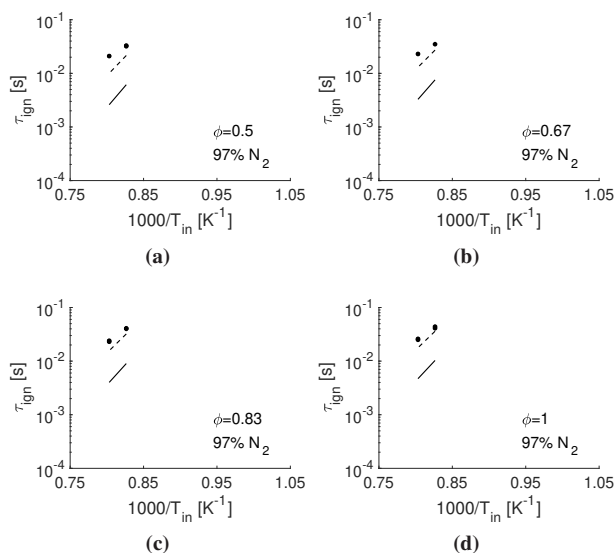 10^-1
10^-2
10^-3
10^-4
τ_ign [s]
ϕ=0.5
97% N_2
0.75 0.85 0.95 1.05
1000/T_in [K^-1]
(a)
10^-1
10^-2
10^-3
10^-4
τ_ign [s]
ϕ=0.67
97% N_2
0.75 0.85 0.95 1.05
1000/T_in [K^-1]
(b)
10^-1
10^-2
10^-3
10^-4
τ_ign [s]
ϕ=0.83
97% N_2
0.75 0.85 0.95 1.05
1000/T_in [K^-1]
(c)
10^-1
10^-2
10^-3
10^-4
τ_ign [s]
ϕ=1
97% N_2
0.75 0.85 0.95 1.05
1000/T_in [K^-1]
(d)